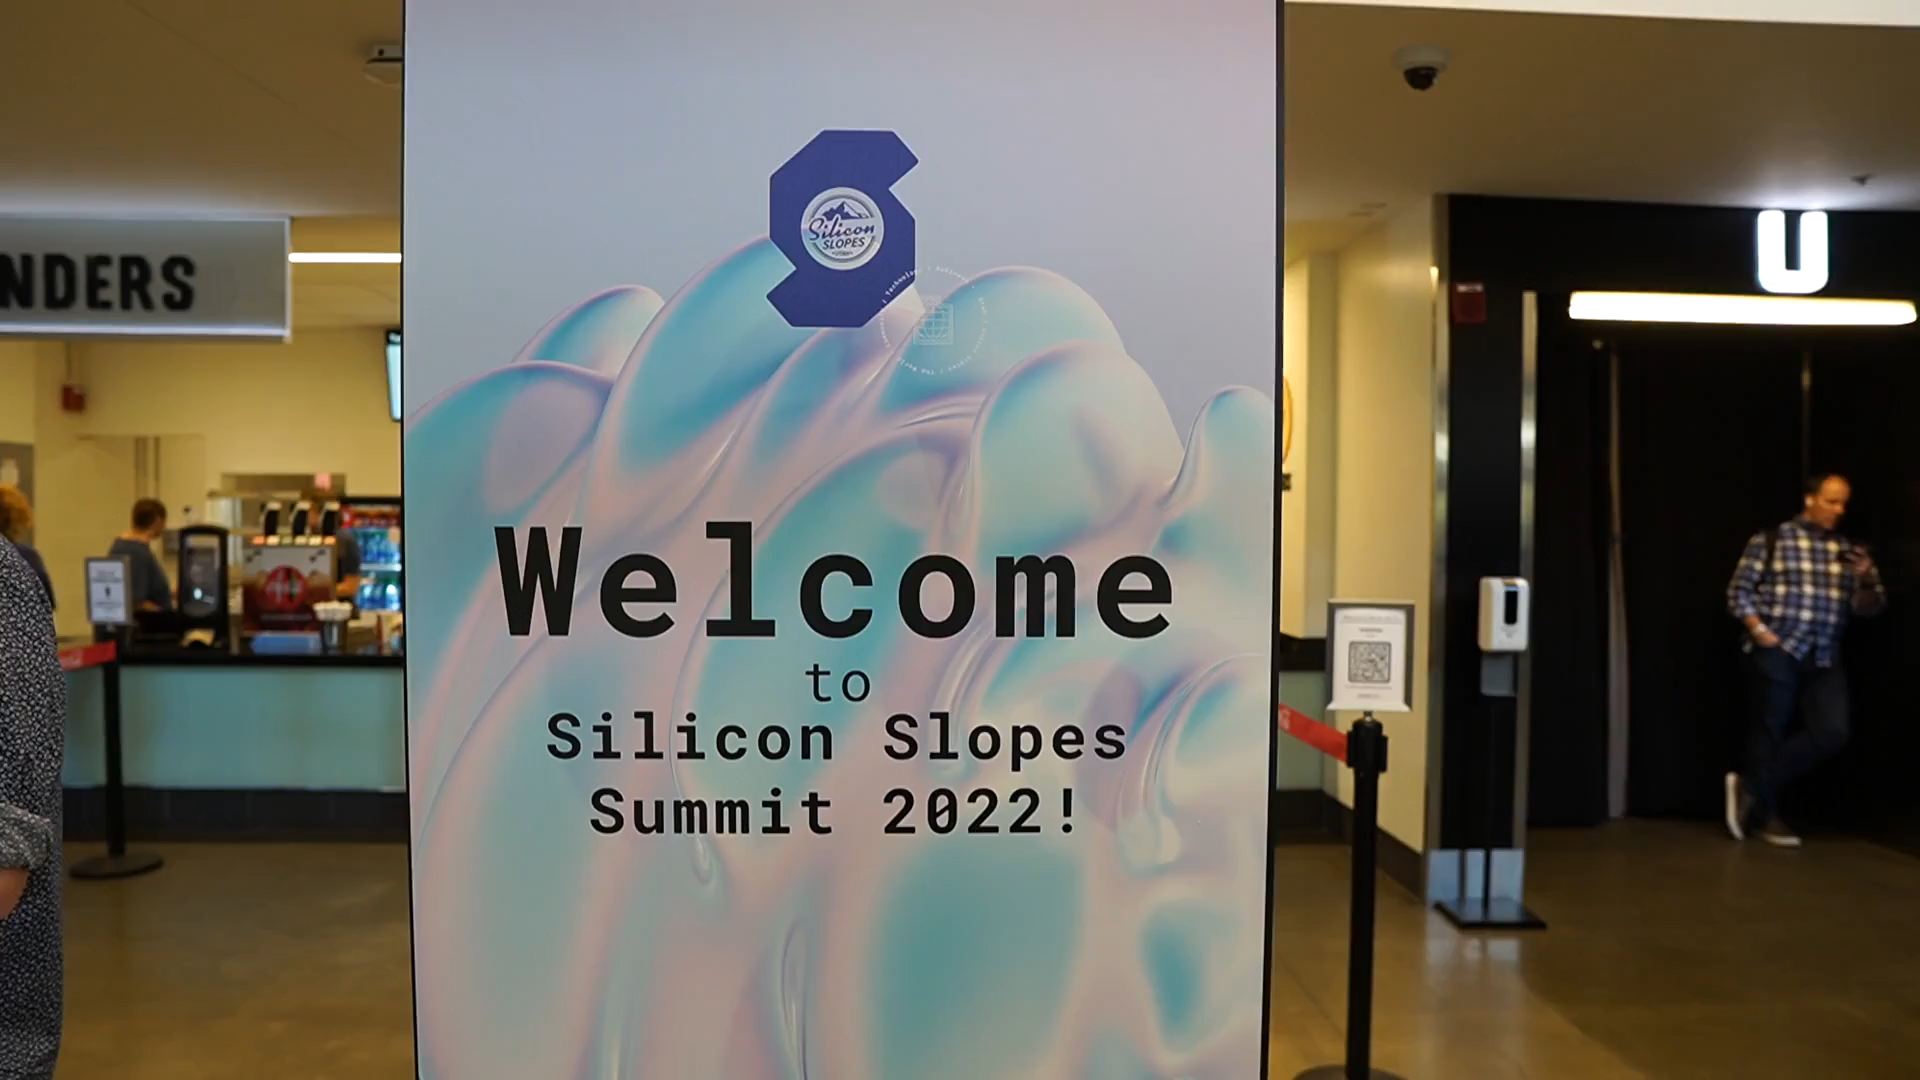 Silicon
SLOPES
NDERS
U
Welcome
to
Silicon Slopes
Summit 2022!